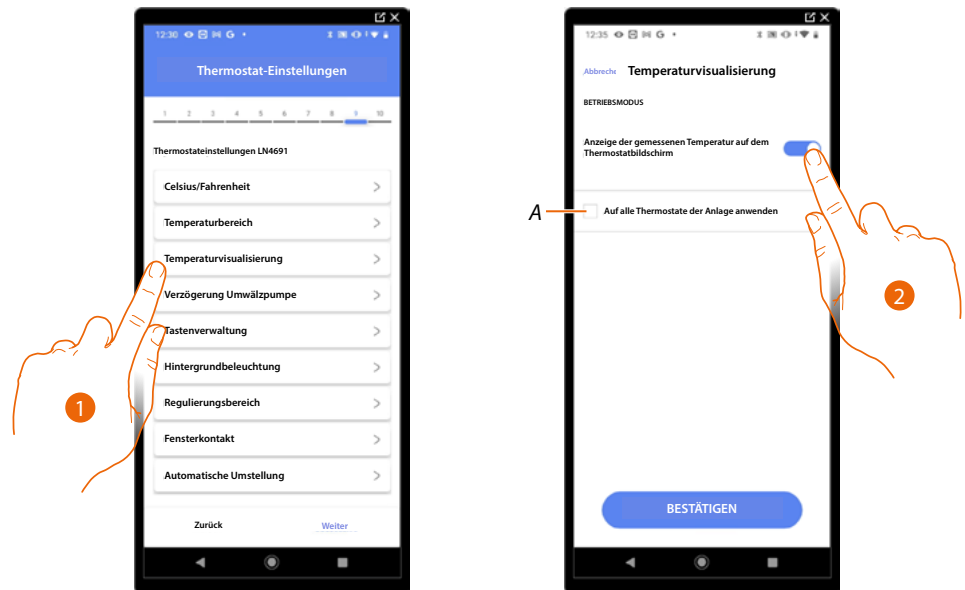 12:30 G
Thermostat-Einstellungen
1 2 3 4 5 6 7 8 9 10
Thermostateinstellungen LN4691
Celsius/Fahrenheit
Temperaturbereich
Temperaturvisualisierung
Verzögerung Umwälzpumpe
Tastenverwaltung
Hintergrundbeleuchtung
Regulierungsbereich
Fensterkontakt
Automatische Umstellung
Zurück Weiter
1
12:35 G
Abbreche Temperaturvisualisierung
BETRIEBSMODUS
Anzeige der gemessenen Temperatur auf dem
Thermostatbildschirm
A
Auf alle Thermostate der Anlage anwenden
2
BESTÄTIGEN